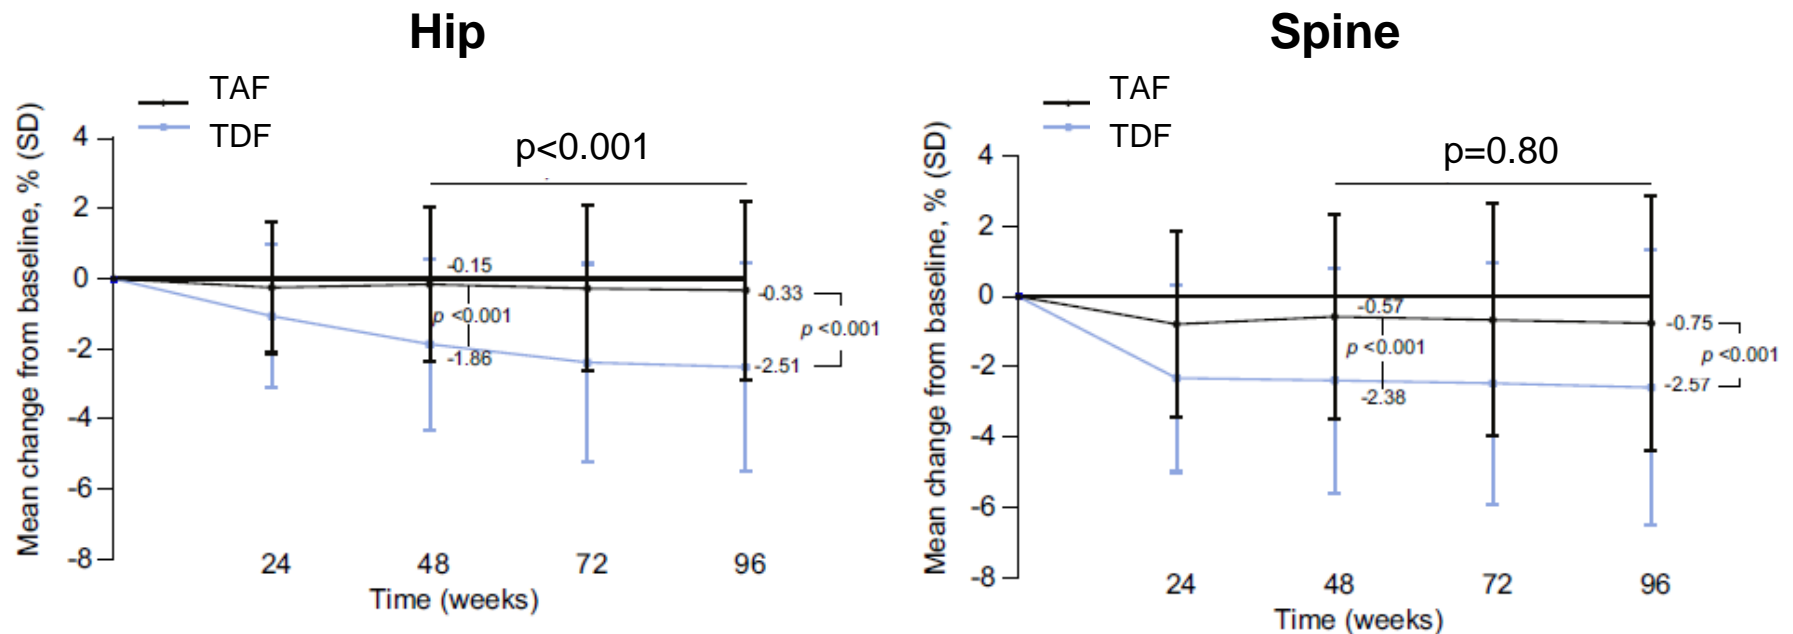 Hip
TAF
TDF
p<0.001
Mean change from baseline, % (SD)
4
2
0
-2
-4
-6
-8
-0.15
p <0.001
-1.86
-0.33
p <0.001
-2.51
24 48 72 96
Time (weeks)
Spine
TAF
TDF
p=0.80
Mean change from baseline, % (SD)
4
2
0
-2
-4
-6
-8
-0.57
p <0.001
-2.38
-0.75
p <0.001
-2.57
24 48 72 96
Time (weeks)